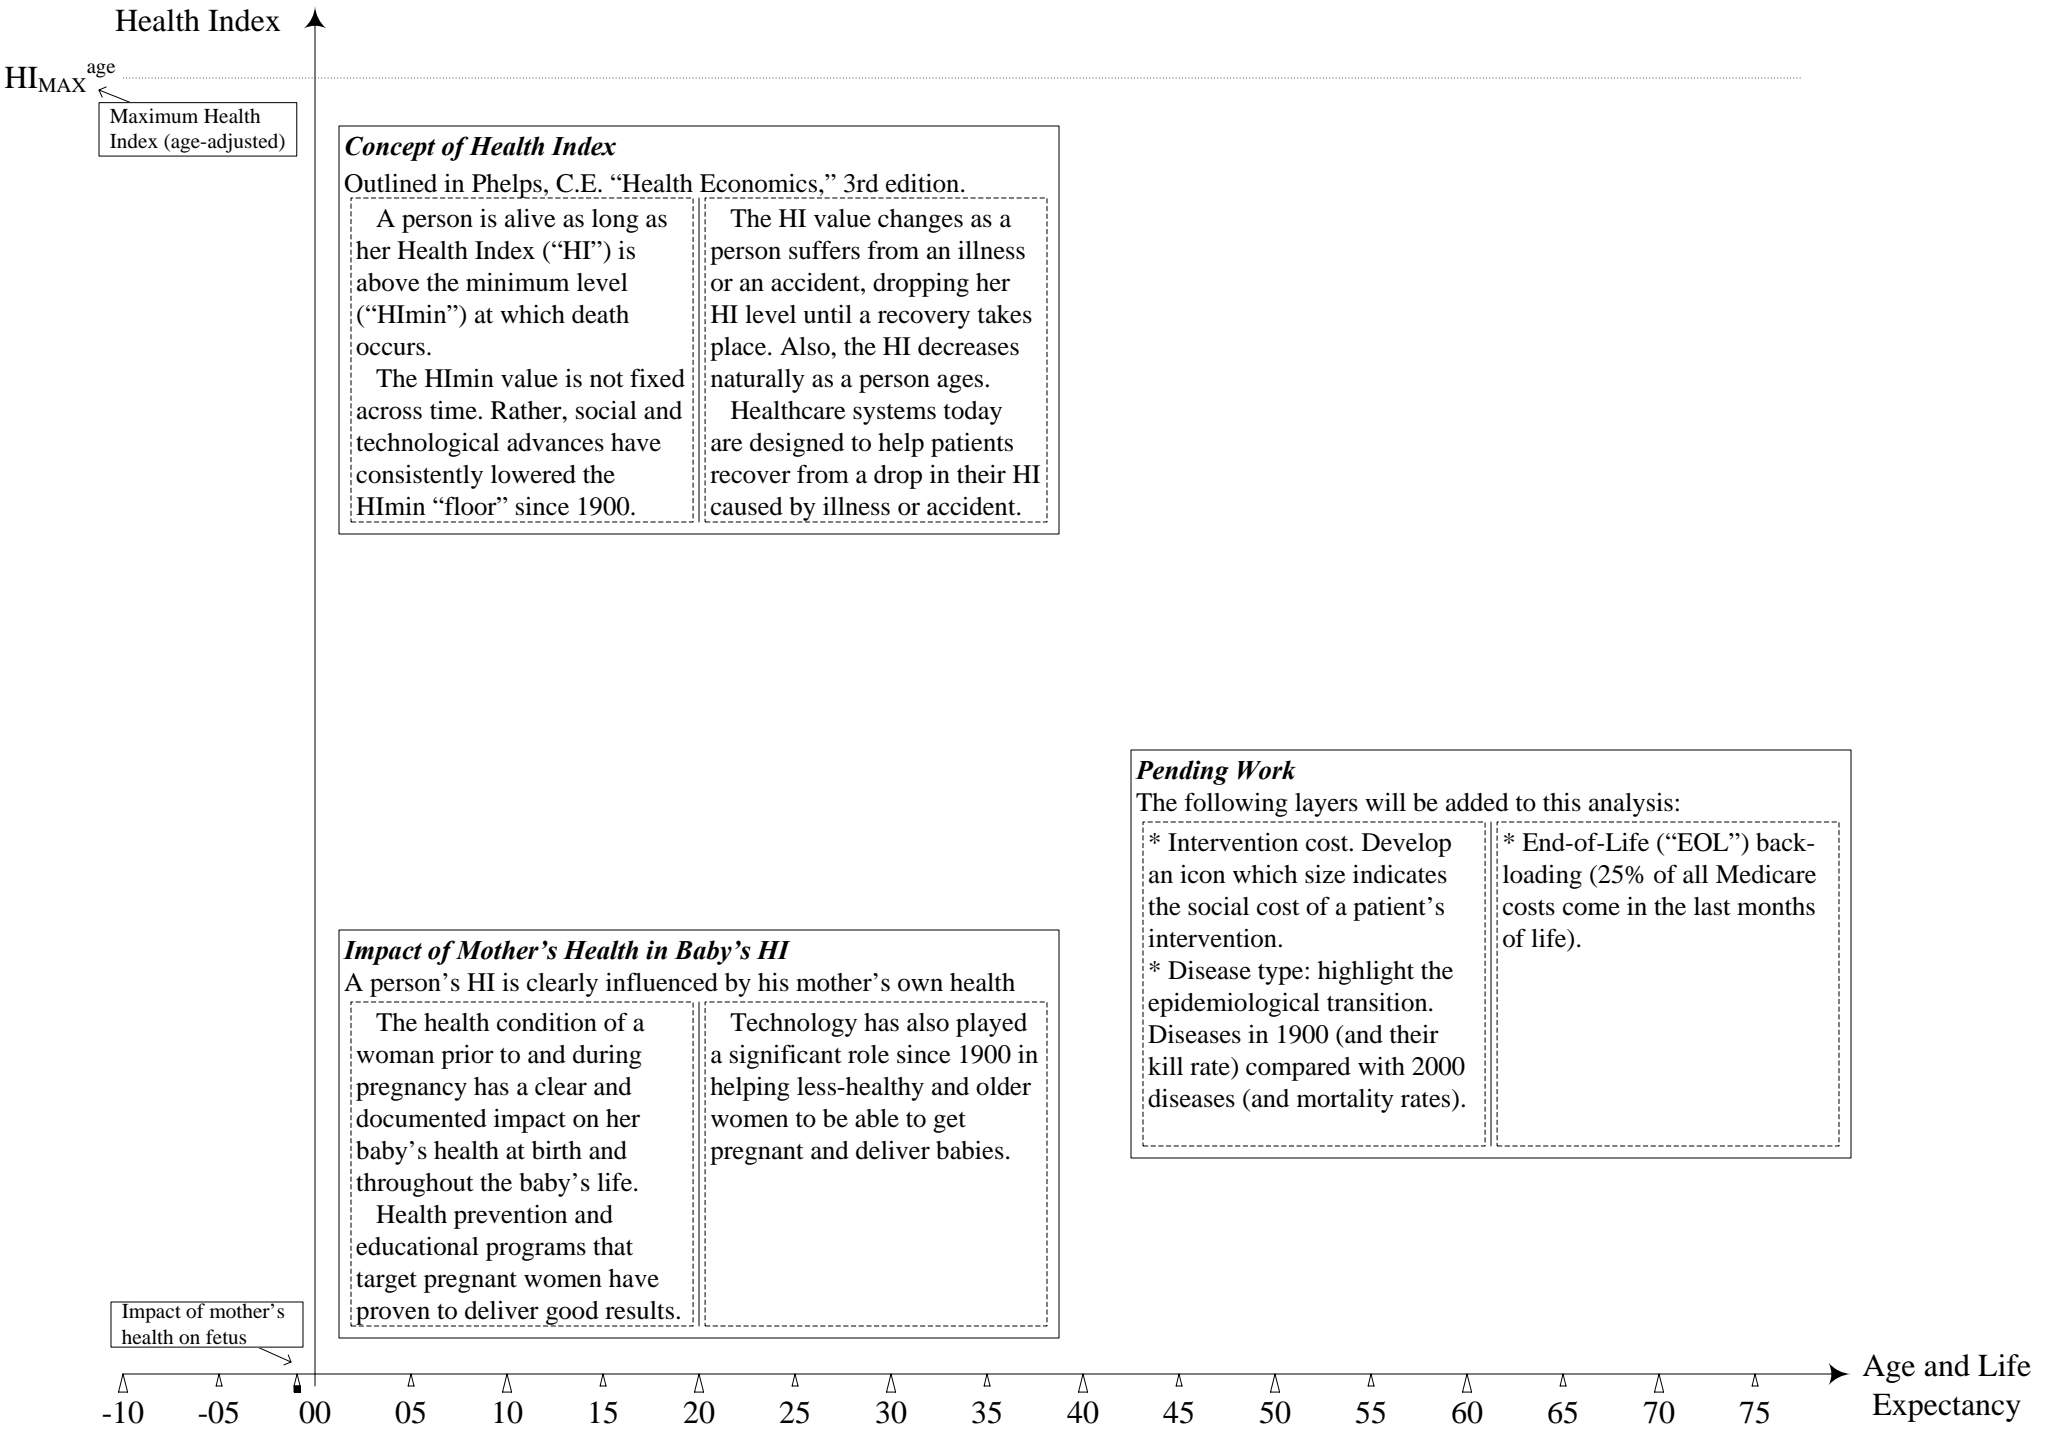 Health Index
HIMAX age
Maximum Health
Index (age-adjusted)
Concept of Health Index
Outlined in Phelps, C.E. “Health Economics,” 3rd edition.
A person is alive as long as
her Health Index (“HI”) is
above the minimum level
(“HImin”) at which death
occurs.
The HImin value is not fixed
across time. Rather, social and
technological advances have
consistently lowered the
HImin “floor” since 1900.
The HI value changes as a
person suffers from an illness
or an accident, dropping her
HI level until a recovery takes
place. Also, the HI decreases
naturally as a person ages.
Healthcare systems today
are designed to help patients
recover from a drop in their HI
caused by illness or accident.
Pending Work
The following layers will be added to this analysis:
* Intervention cost. Develop
an icon which size indicates
the social cost of a patient’s
intervention.
* Disease type: highlight the
epidemiological transition.
Diseases in 1900 (and their
kill rate) compared with 2000
diseases (and mortality rates).
* End-of-Life (“EOL”) back-
loading (25% of all Medicare
costs come in the last months
of life).
Impact of Mother’s Health in Baby’s HI
A person’s HI is clearly influenced by his mother’s own health
The health condition of a
woman prior to and during
pregnancy has a clear and
documented impact on her
baby’s health at birth and
throughout the baby’s life.
Health prevention and
educational programs that
target pregnant women have
proven to deliver good results.
Technology has also played
a significant role since 1900 in
helping less-healthy and older
women to be able to get
pregnant and deliver babies.
Impact of mother’s
health on fetus
Age and Life
Expectancy
-10 -05 00 05 10 15 20 25 30 35 40 45 50 55 60 65 70 75